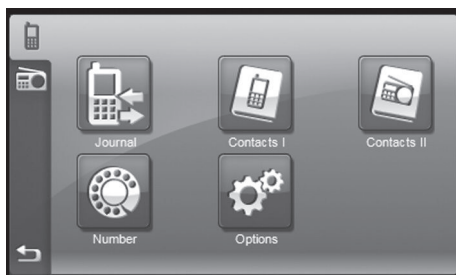 Journal
Contacts I
Contacts II
Number
Options